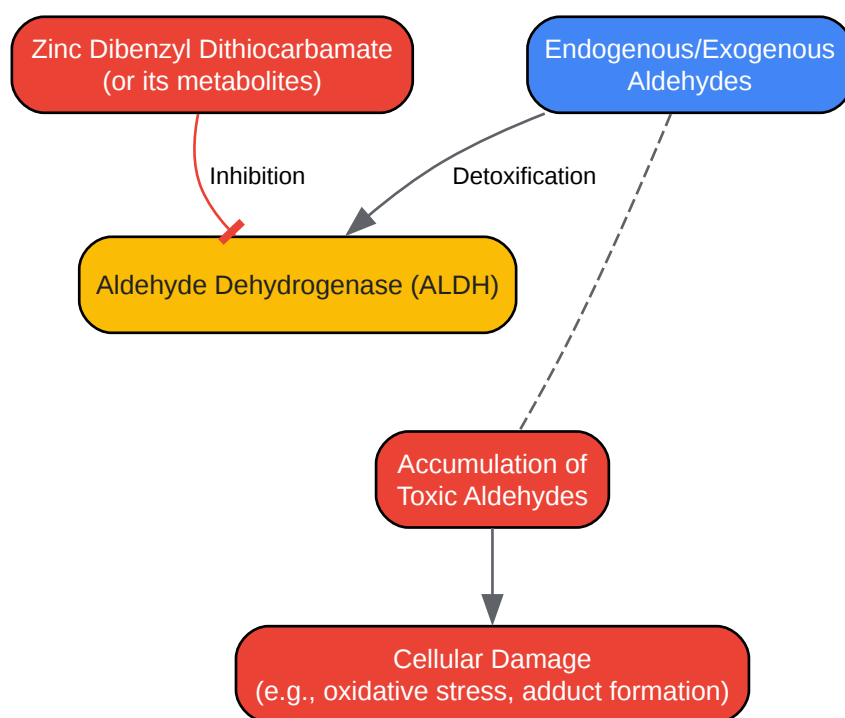 Zinc Dibenzyl Dithiocarbamate
(or its metabolites)
Endogenous/Exogenous
Aldehydes
Inhibition
Detoxification
Aldehyde Dehydrogenase (ALDH)
Accumulation of
Toxic Aldehydes
Cellular Damage
(e.g., oxidative stress, adduct formation)